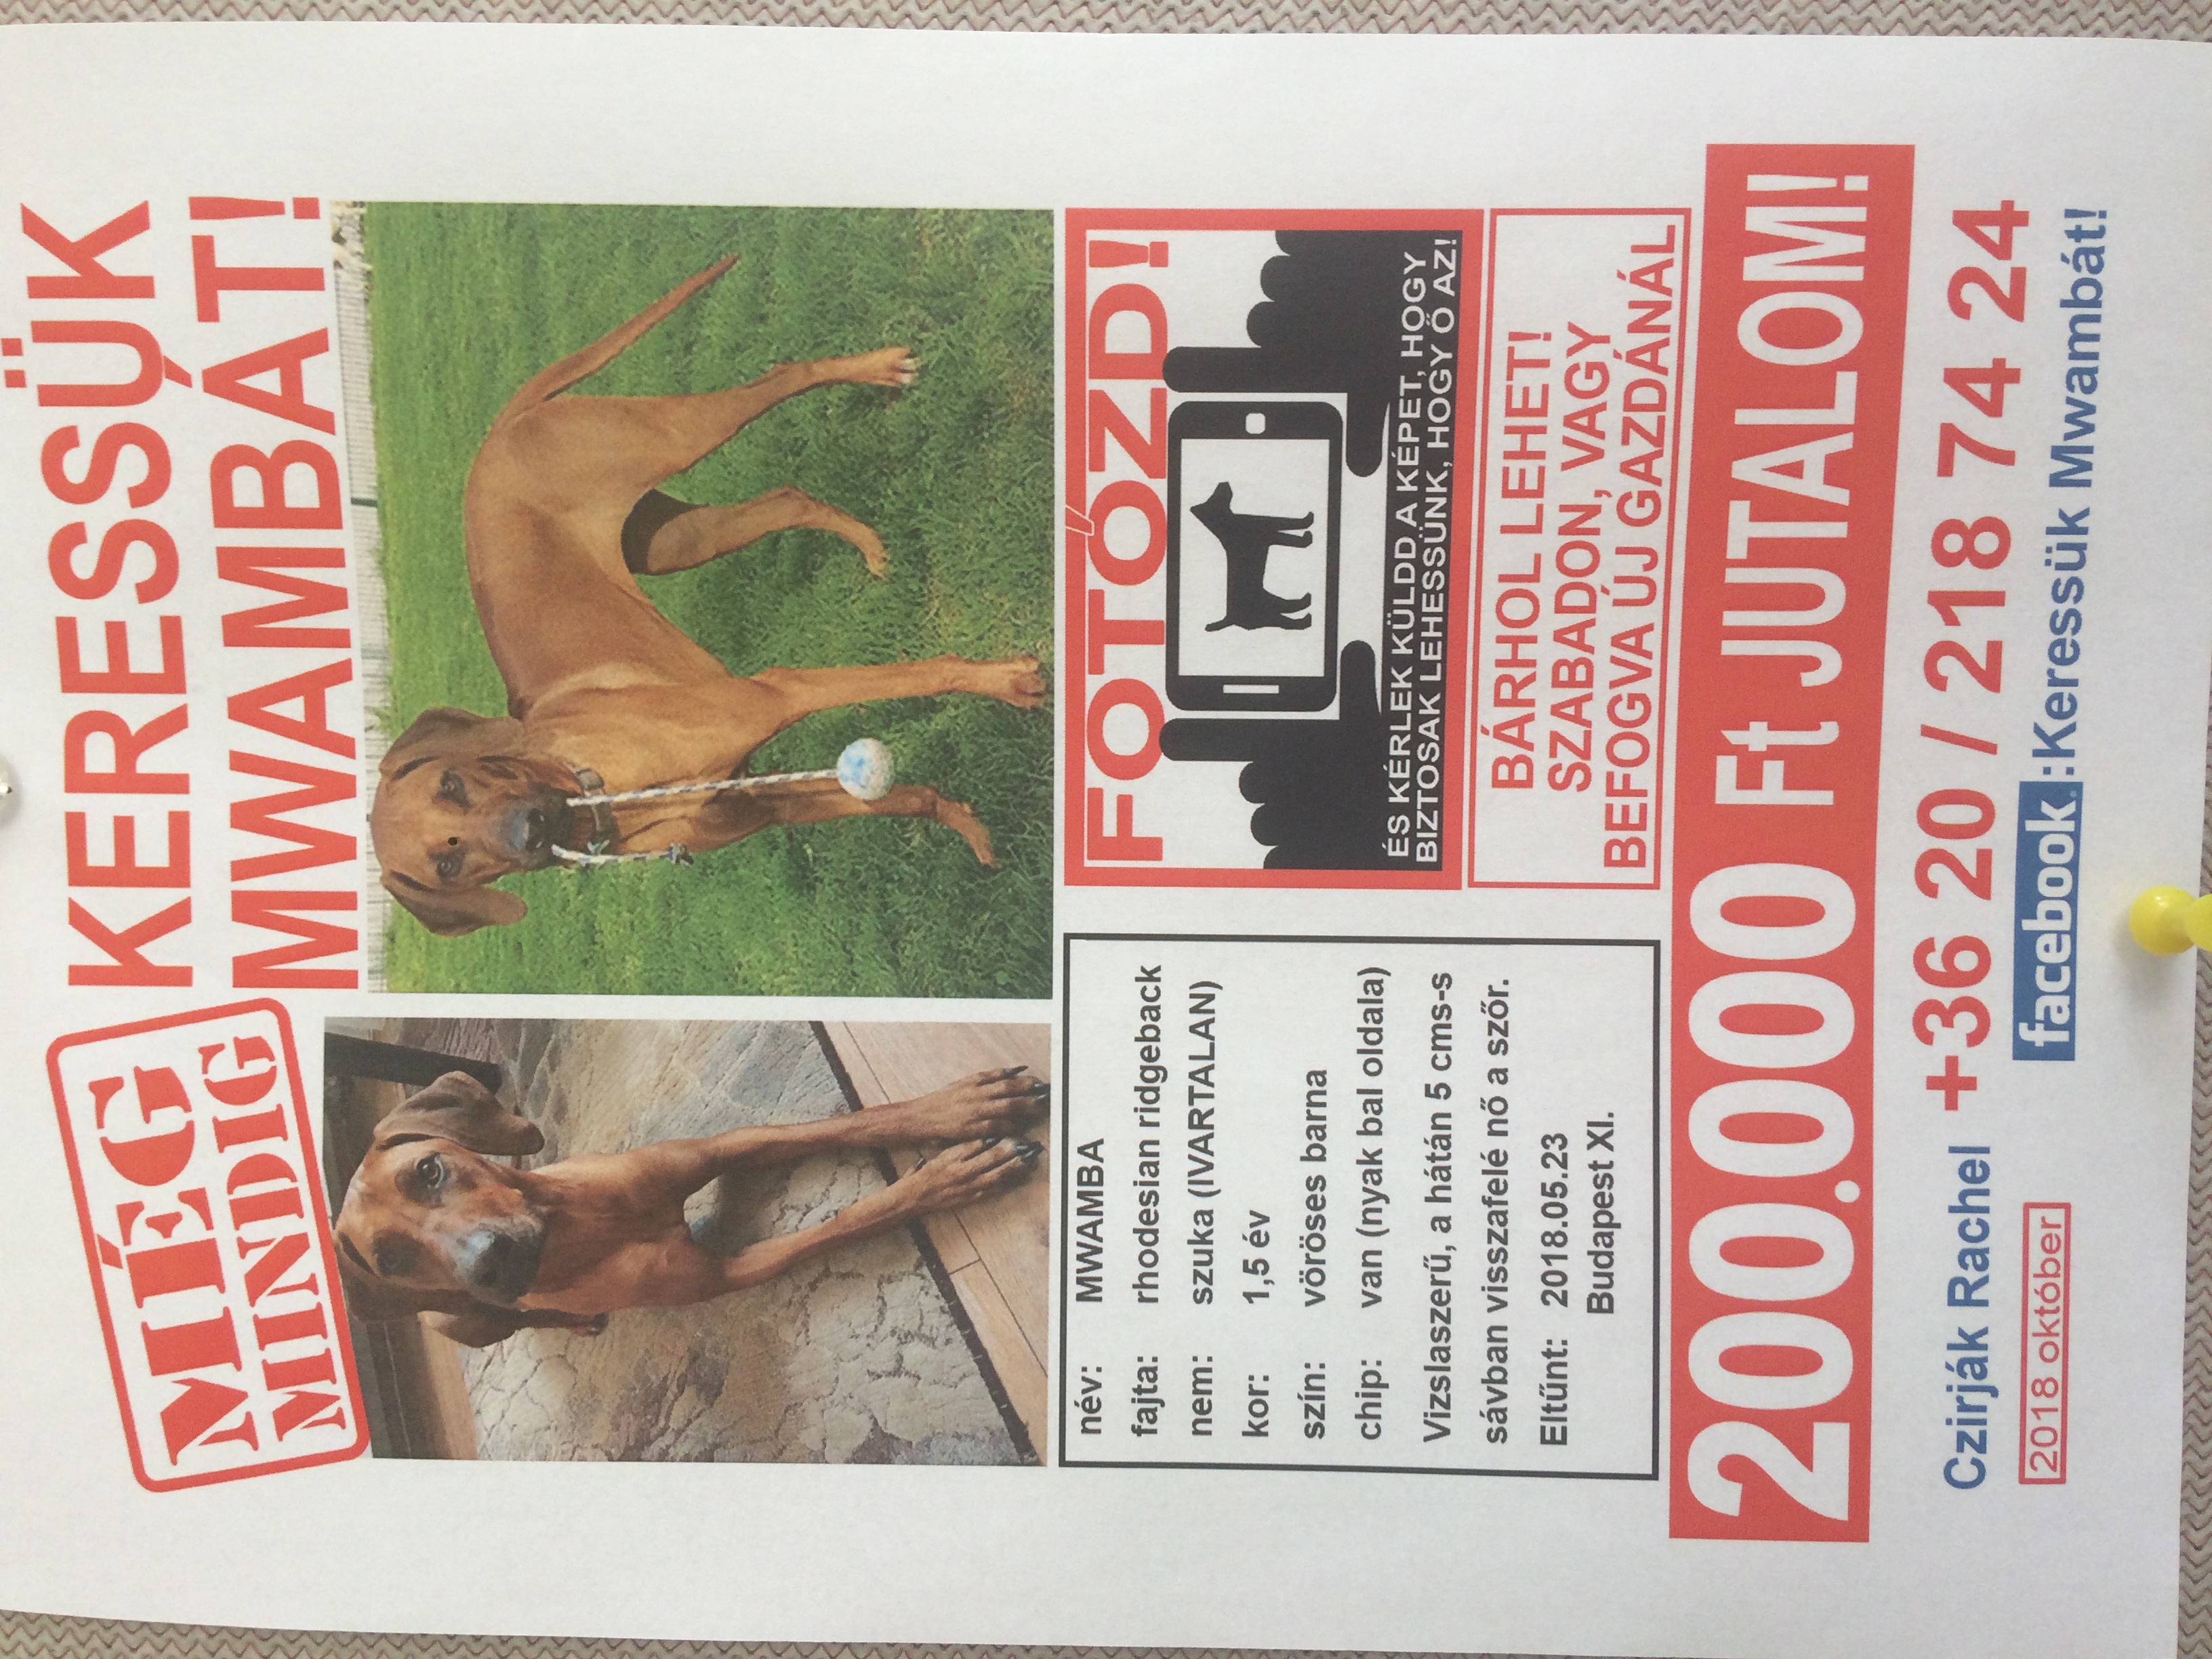 MÉG
MINDIG
KERESSÜK
MWAMBÁT!
név: MWAMBA
fajta: rhodesian ridgeback
nem: szuka (IVARTALAN)
kor: 1,5 év
szín: vöröses barna
chip: van (nyak bal oldala)
Vizslaszerű, a hátán 5 cms-s
sávban visszafelé nő a szőr.
Eltűnt: 2018.05.23
Budapest XI.
FOTÓZD!
ÉS KÉRLEK KÜLDD A KÉPET, HOGY
BIZTOSAK LEHESSÜNK, HOGY Ő AZ!
BÁRHOL LEHET!
SZABADON, VAGY
BEFOGVA ÚJ GAZDÁNÁL
200.000 Ft JUTALOM!
Czirják Rachel +36 20 / 218 74 24
2018 október
facebook.:Keressük Mwambát!